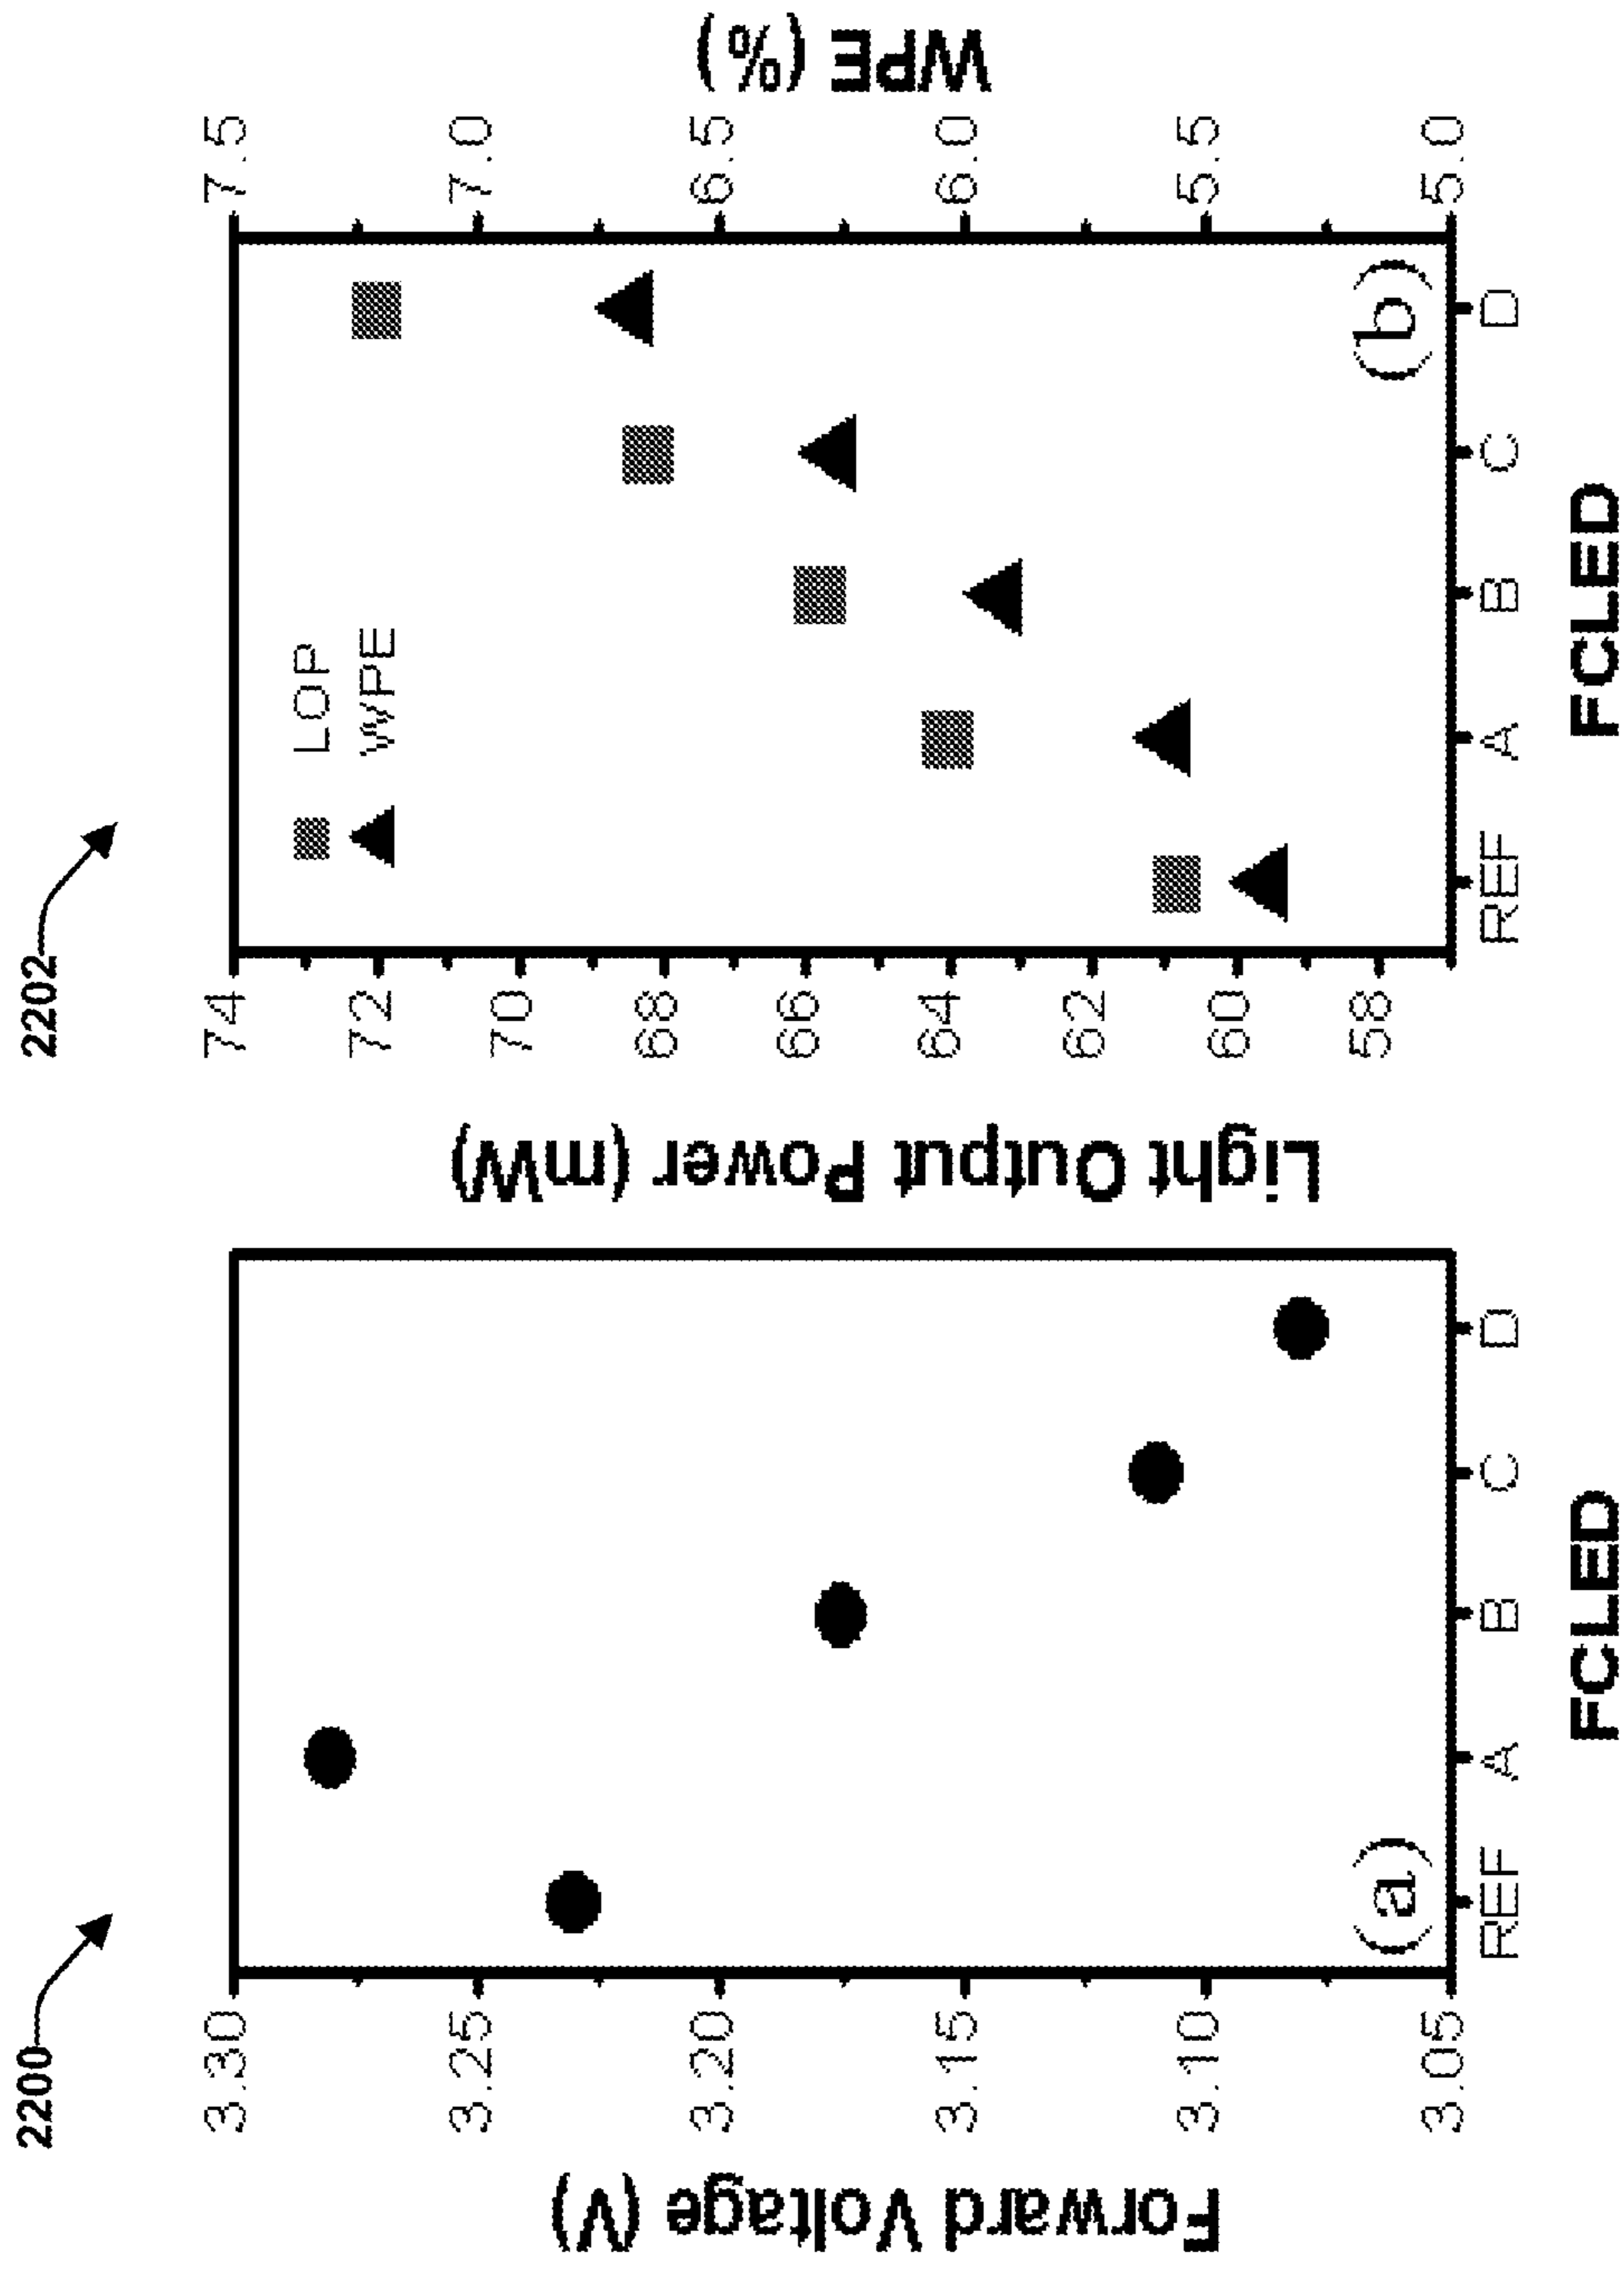 2200
Forward Voltage (V)
3.30
3.25
3.20
3.15
3.10
3.05
(a)
REF A B C D
FCLED
2202
Light Output Power (mW)
74
72
70
68
66
64
62
60
58
LOP
WPE
(b)
REF A B C D
FCLED
7.5
7.0
6.5
6.0
5.5
5.0
WPE (%)